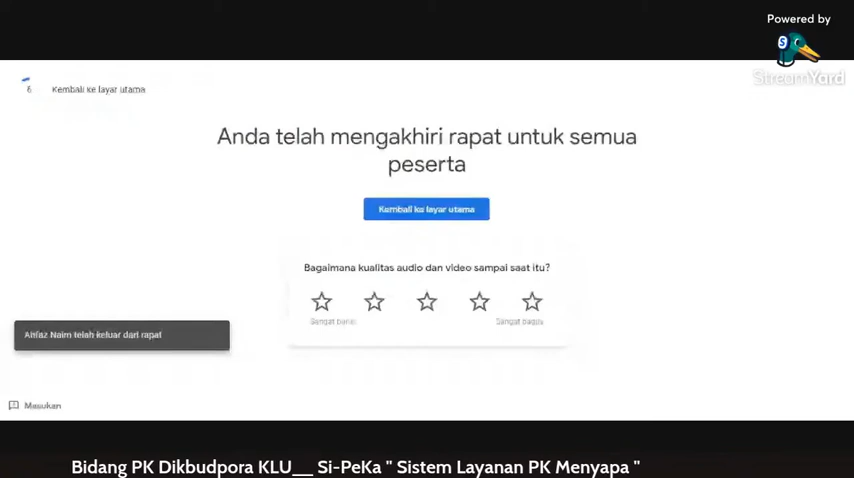 Powered by
StreamYard
Kembali ke layar utama
Anda telah mengakhiri rapat untuk semua
peserta
Kembali ke layar utama
Bagaimana kualitas audio dan video sampai saat itu?
Sangat Sangat bagus
Naim telah keluar dari rapat
Masukan
Bidang PK Dikbudpora KLU__ Si-PeKa " Sistem Layanan PK Menyapa "